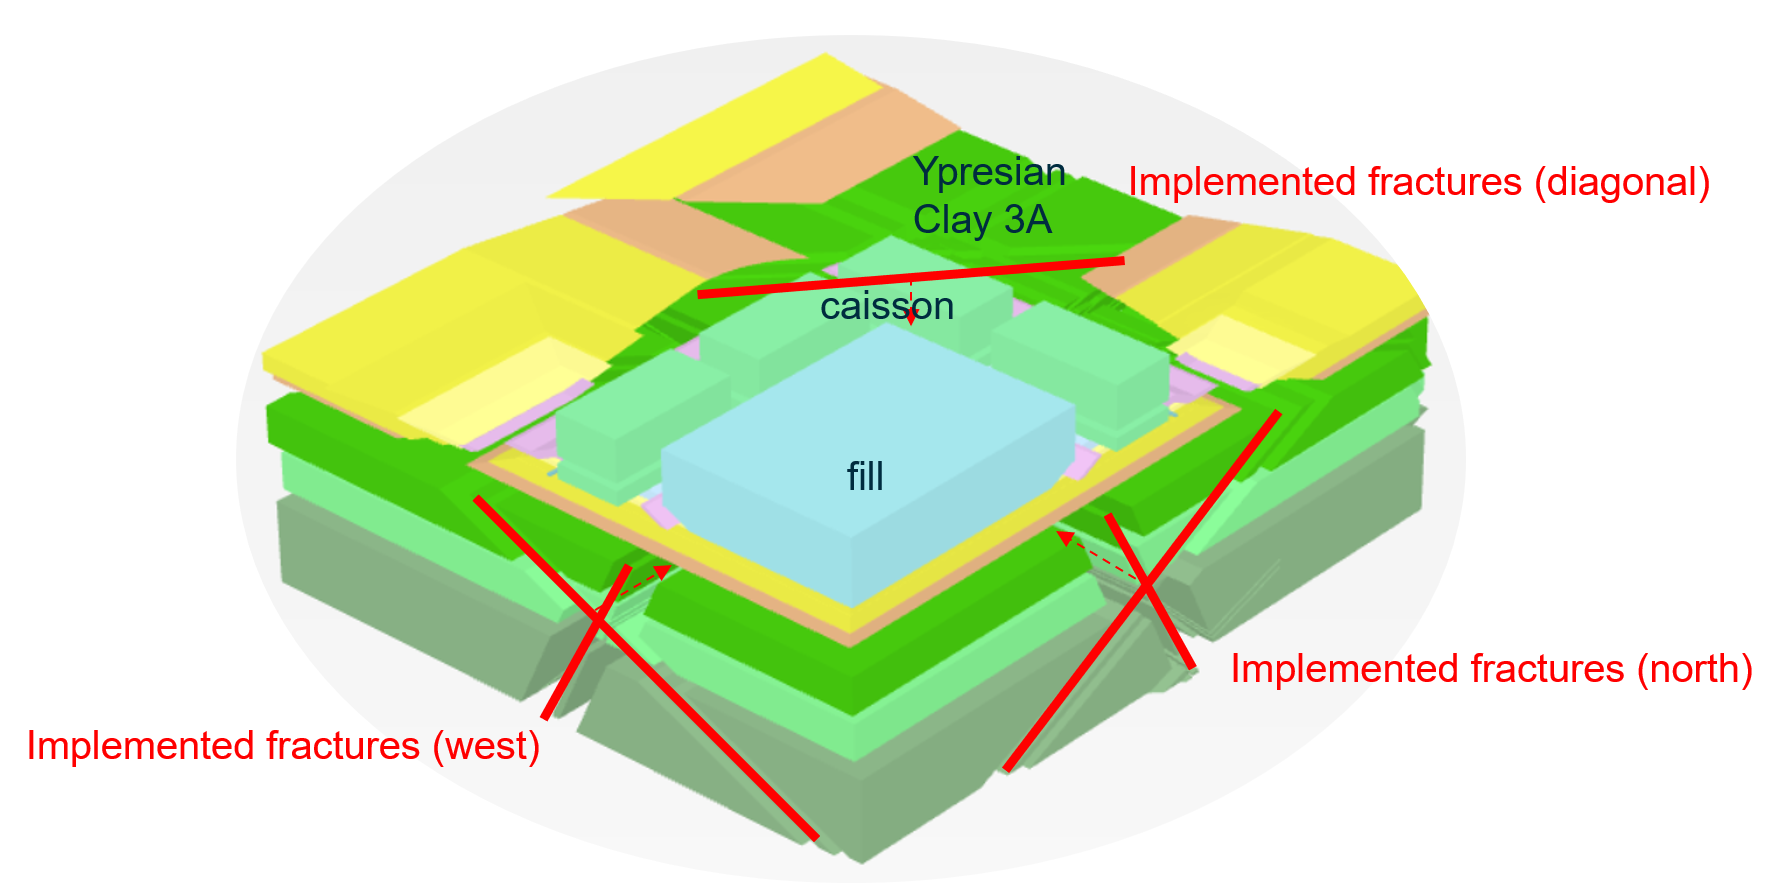 Ypresian
Clay 3A
Implemented fractures (diagonal)
caisson
fill
Implemented fractures (north)
Implemented fractures (west)